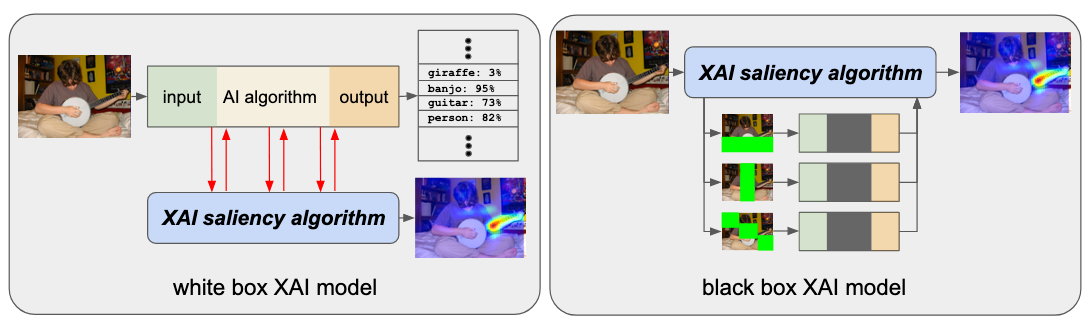 input
AI algorithm
output
giraffe: 3%
banjo: 95%
guitar: 73%
person: 82%
XAI saliency algorithm
white box XAI model
XAI saliency algorithm
black box XAI model